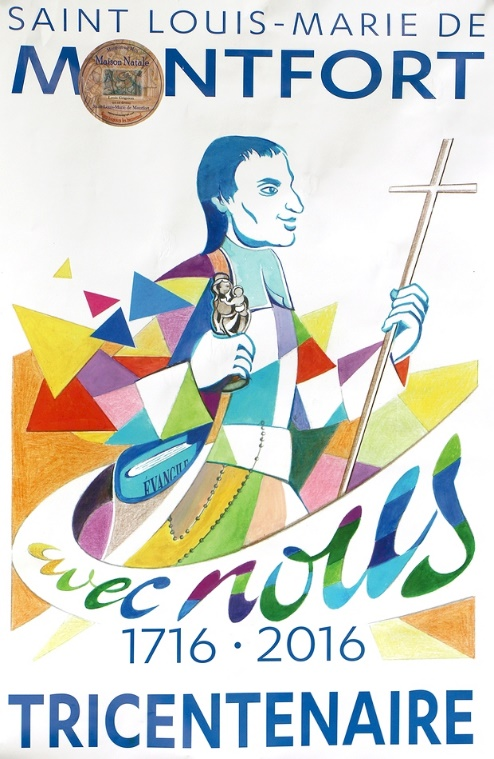 SAINT LOUIS-MARIE DE
MONTFORT
Maison Natale
EVANGILE
avec nous
1716 · 2016
TRICENTENAIRE